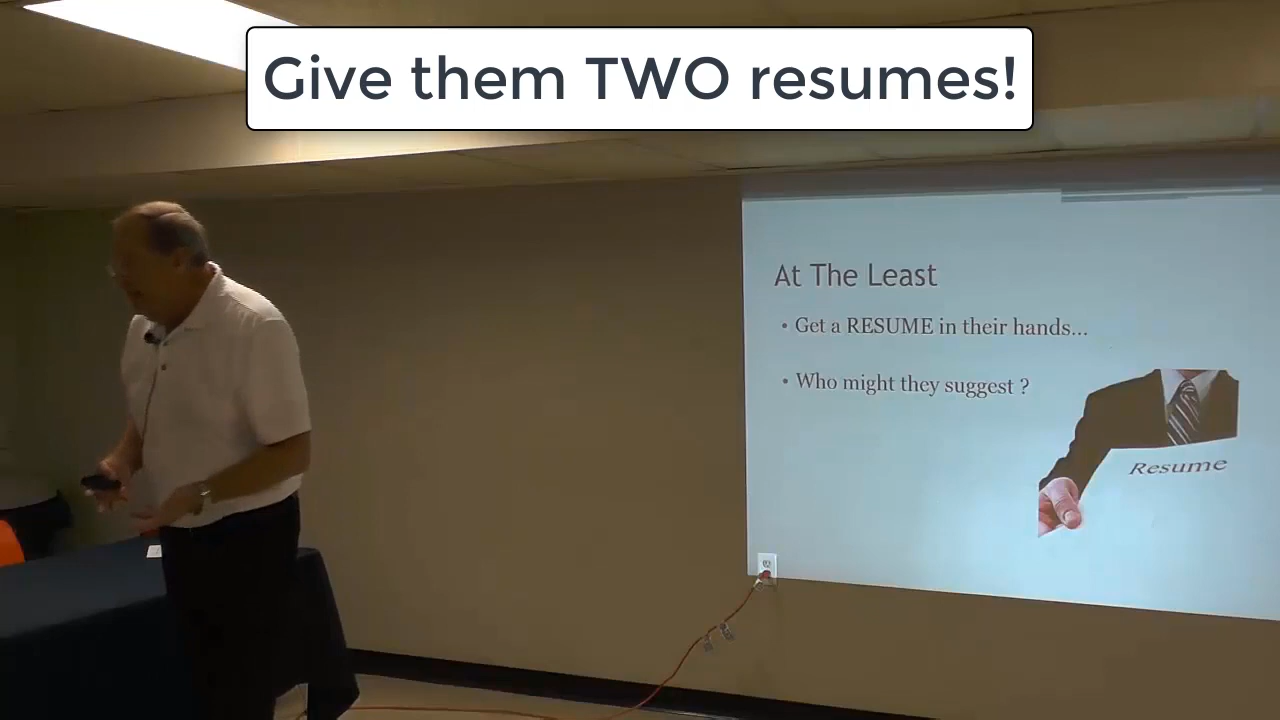 Give them TWO resumes!
At The Least
• Get a RESUME in their hands...
• Who might they suggest ?
Resume